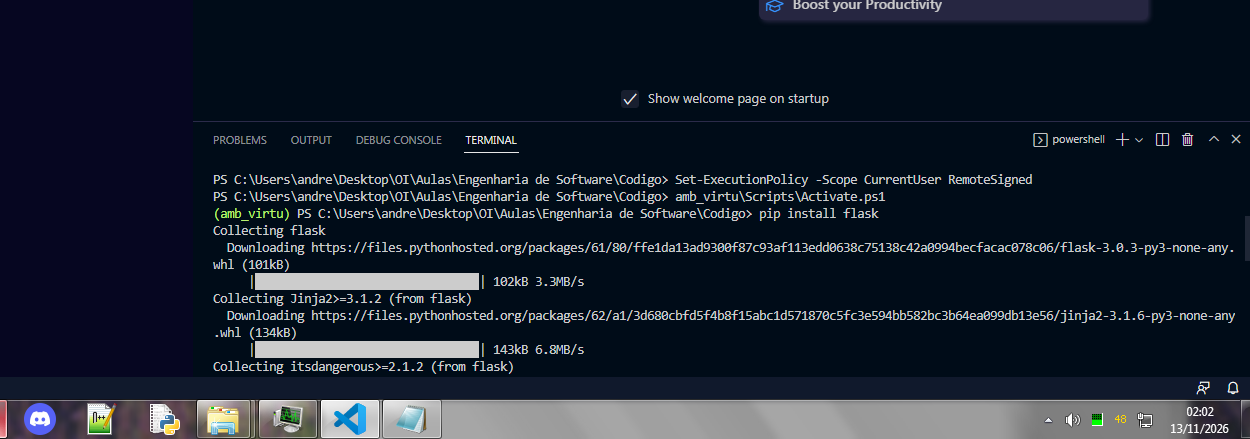 Boost your Productivity
Show welcome page on startup
PROBLEMS OUTPUT DEBUG CONSOLE TERMINAL powershell
PS C:\Users\andre\Desktop\OI\Aulas\Engenharia de Software\Codigo> Set-ExecutionPolicy -Scope CurrentUser RemoteSigned
PS C:\Users\andre\Desktop\OI\Aulas\Engenharia de Software\Codigo> amb_virtu\Scripts\Activate.ps1
(amb_virtu) PS C:\Users\andre\Desktop\OI\Aulas\Engenharia de Software\Codigo> pip install flask
Collecting flask
Downloading https://files.pythonhosted.org/packages/61/80/ffe1da13ad9300f87c93af113edd0638c75138c42a0994becfacac078c06/flask-3.0.3-py3-none-any.
whl (101kB)
|████████████████████████████████| 102kB 3.3MB/s
Collecting Jinja2>=3.1.2 (from flask)
Downloading https://files.pythonhosted.org/packages/62/a1/3d680cbfd5f4b8f15abc1d571870c5fc3e594bb582bc3b64ea099db13e56/jinja2-3.1.6-py3-none-any
.whl (134kB)
|████████████████████████████████| 143kB 6.8MB/s
Collecting itsdangerous>=2.1.2 (from flask)
48
02:02
13/11/2026